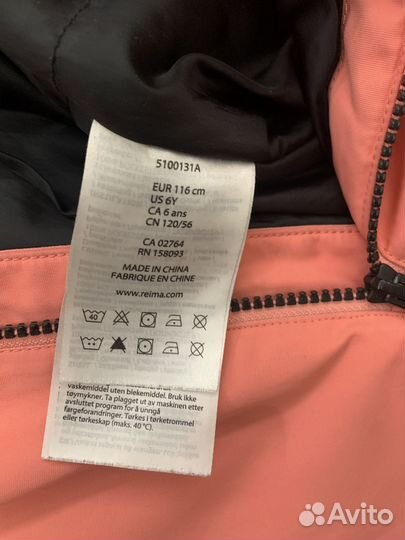 5100131A
EUR 116 cm
US 6Y
CA 6 ans
CN 120/56
CA 02764
RN 158093
MADE IN CHINA
FABRIQUE EN CHINE
www.reima.com
40
vaskemiddel uten blekemiddel. Bruk ikke
tøymykner. Ta plagget ut av maskinen etter
avsluttet program for å unngå
fargeforandringer. Tørkes i tørketrommel
eller tørkeskap (maks. 40 °C).
Avito